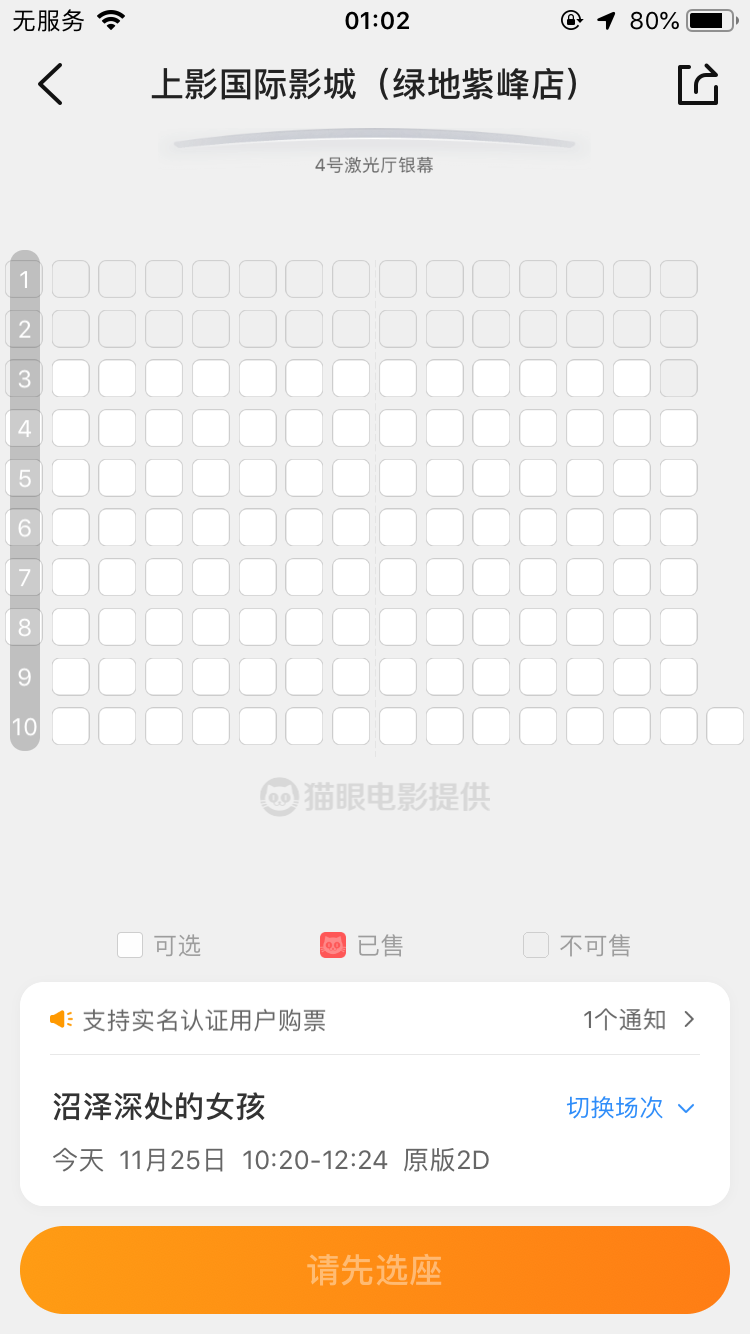 无服务 01:02 80%
上影国际影城（绿地紫峰店）
4号激光厅银幕
1
2
3
4
5
6
7
8
9
10
猫眼电影提供
可选 已售 不可售
支持实名认证用户购票 1个通知
沼泽深处的女孩 切换场次
今天 11月25日 10:20-12:24 原版2D
请先选座